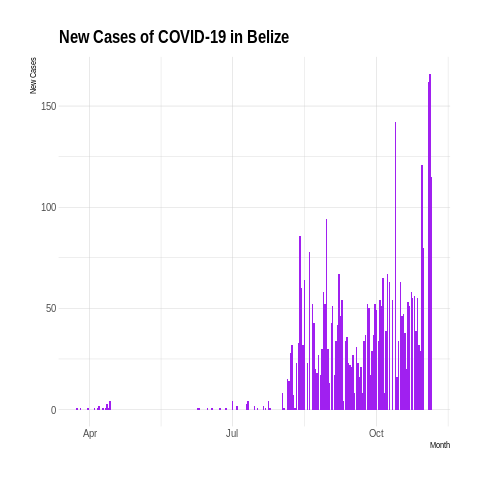 New Cases of COVID-19 in Belize
New Cases
150
100
50
0
Apr
Jul
Oct
Month